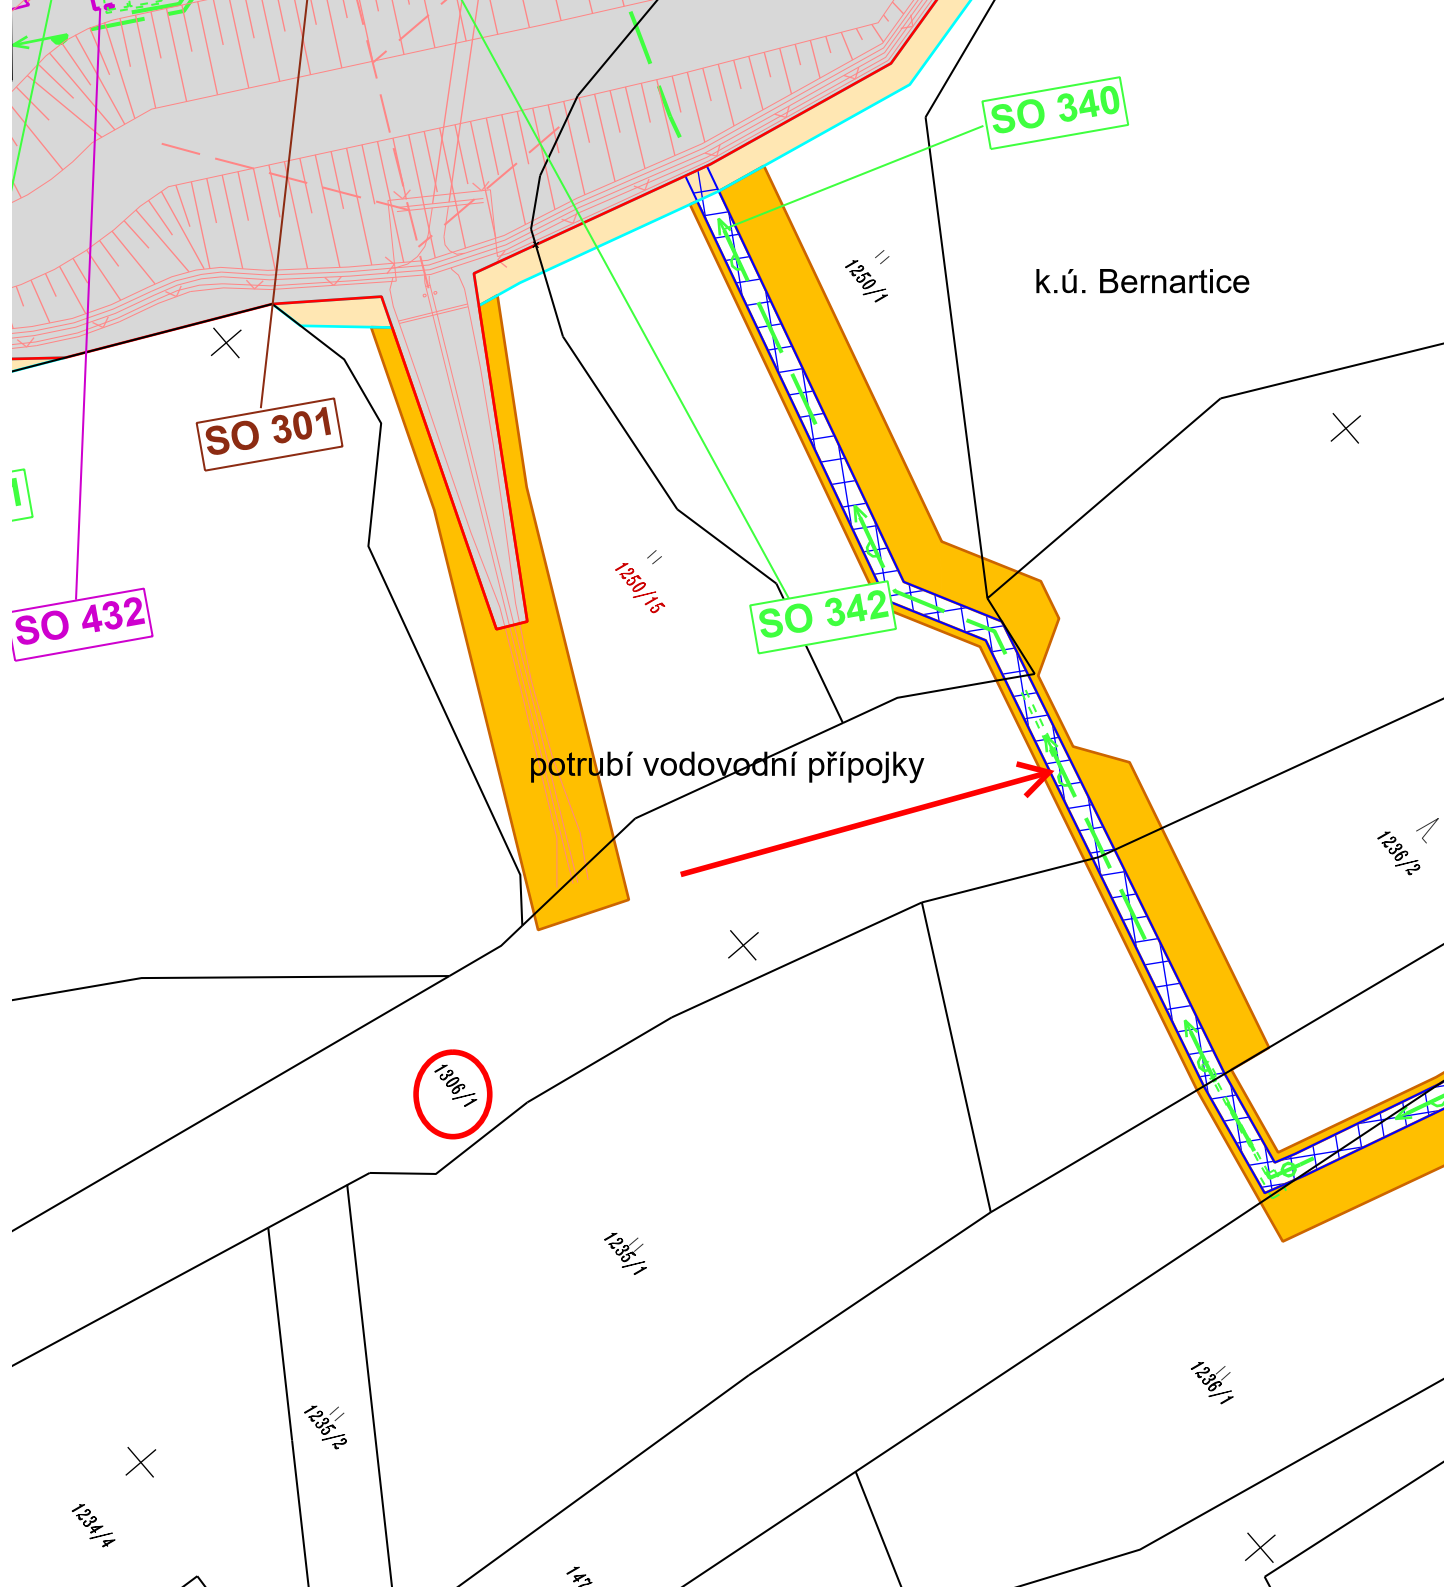 SO 340
1250/1
k.ú. Bernartice
SO 301
1250/15
SO 342
SO 432
potrubí vodovodní přípojky
1236/2
1306/1
1235/1
1236/1
1235/2
1234/4
147